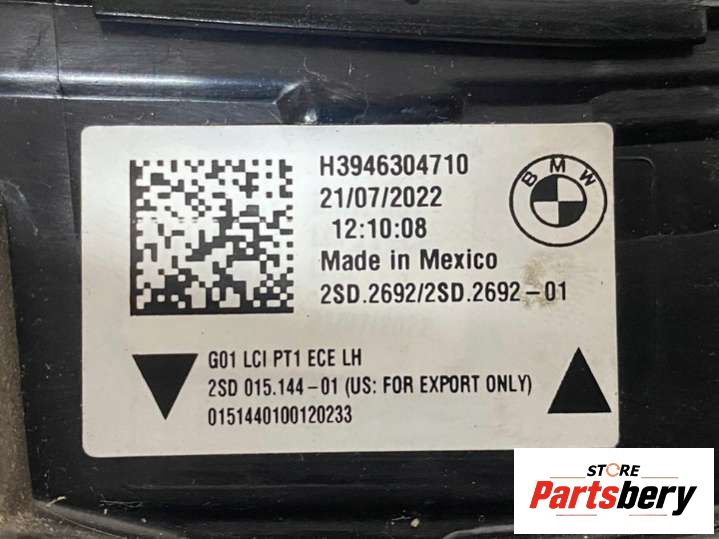 H3946304710
21/07/2022
12:10:08
Made in Mexico
2SD.2692/2SD.2692-01
BMW
G01 LCI PT1 ECE LH
2SD 015.144-01 (US: FOR EXPORT ONLY)
0151440100120233
STORE
Partsbery